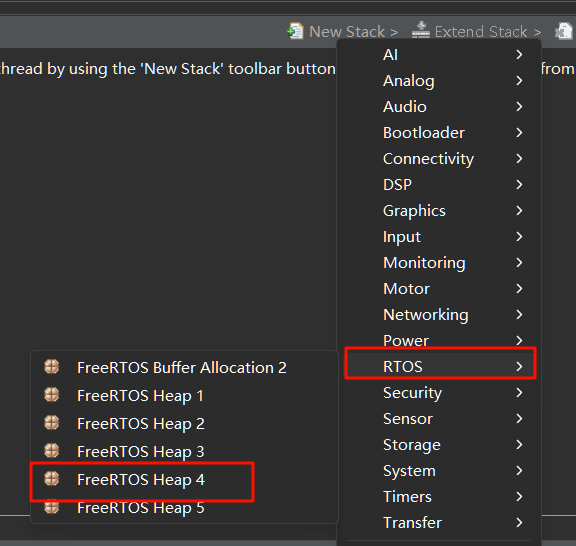 New Stack >
Extend Stack >
thread by using the 'New Stack' toolbar button
from
AI
Analog
Audio
Bootloader
Connectivity
DSP
Graphics
Input
Monitoring
Motor
Networking
Power
RTOS
Security
Sensor
Storage
System
Timers
Transfer
FreeRTOS Buffer Allocation 2
FreeRTOS Heap 1
FreeRTOS Heap 2
FreeRTOS Heap 3
FreeRTOS Heap 4
FreeRTOS Heap 5